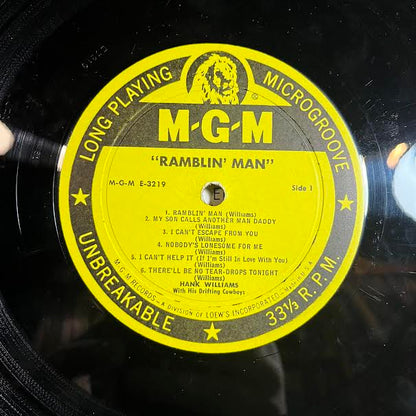 LONG PLAYING
MICROGROOVE
M-G-M
"RAMBLIN' MAN"
M-G-M E-3219
Side 1
E
1. RAMBLIN' MAN (Williams)
2. MY SON CALLS ANOTHER MAN DADDY
(Williams)
3. I CAN'T ESCAPE FROM YOU
(Williams)
4. NOBODY'S LONESOME FOR ME
(Williams)
5. I CAN'T HELP IT (If I'm Still In Love With You)
(Williams)
6. THERE'LL BE NO TEAR-DROPS TONIGHT
(Williams)
HANK WILLIAMS
With His Drifting Cowboys
M-G-M RECORDS - A DIVISION OF LOEW'S INCORPORATED. - MADE IN U.S.A.
UNBREAKABLE
33⅓ R.P.M.